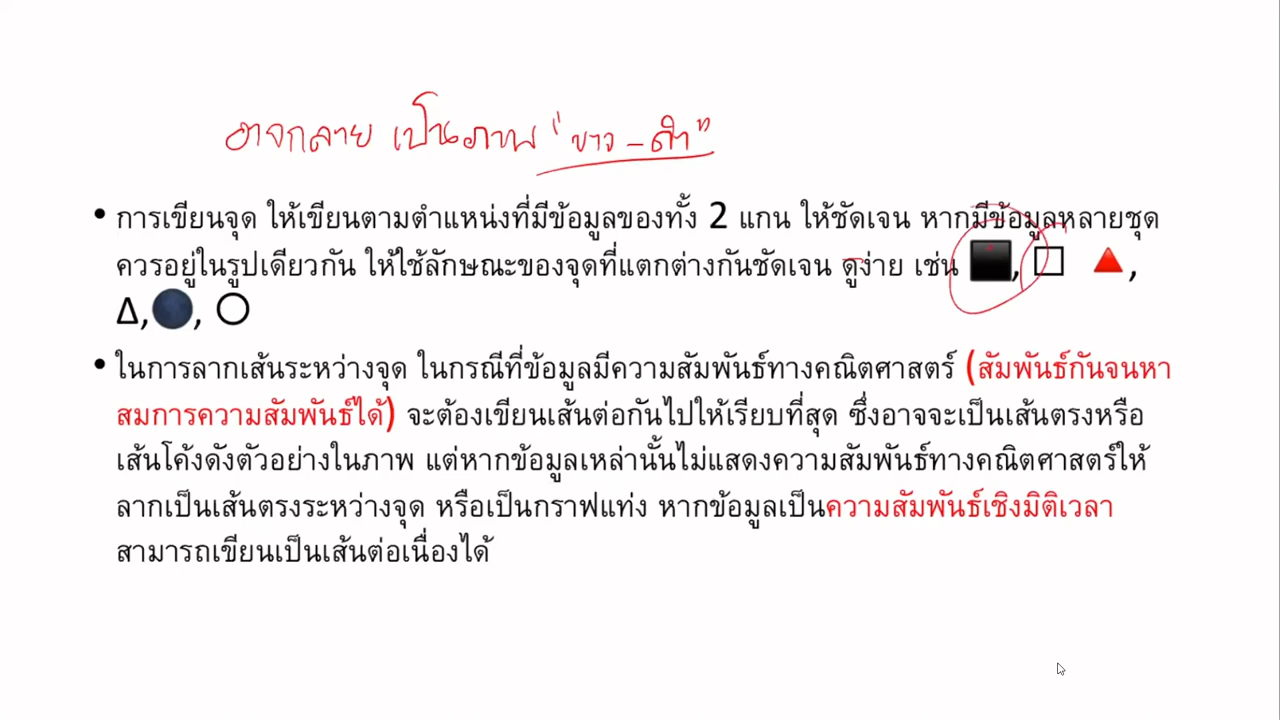 อาจกลาย เป็นภาพ "ขาว - ดำ"
• การเขียนจุด ให้เขียนตามตำแหน่งที่มีข้อมูลของทั้ง 2 แกน ให้ชัดเจน หากมีข้อมูลหลายชุด
ควรอยู่ในรูปเดียวกัน ให้ใช้ลักษณะของจุดที่แตกต่างกันชัดเจน ดูง่าย เช่น ⬛, □ 🔺,
Δ,🌑, ○
• ในการลากเส้นระหว่างจุด ในกรณีที่ข้อมูลมีความสัมพันธ์ทางคณิตศาสตร์ (สัมพันธ์กันจนหา
สมการความสัมพันธ์ได้) จะต้องเขียนเส้นต่อกันไปให้เรียบที่สุด ซึ่งอาจจะเป็นเส้นตรงหรือ
เส้นโค้งดังตัวอย่างในภาพ แต่หากข้อมูลเหล่านั้นไม่แสดงความสัมพันธ์ทางคณิตศาสตร์ให้
ลากเป็นเส้นตรงระหว่างจุด หรือเป็นกราฟแท่ง หากข้อมูลเป็นความสัมพันธ์เชิงมิติเวลา
สามารถเขียนเป็นเส้นต่อเนื่องได้